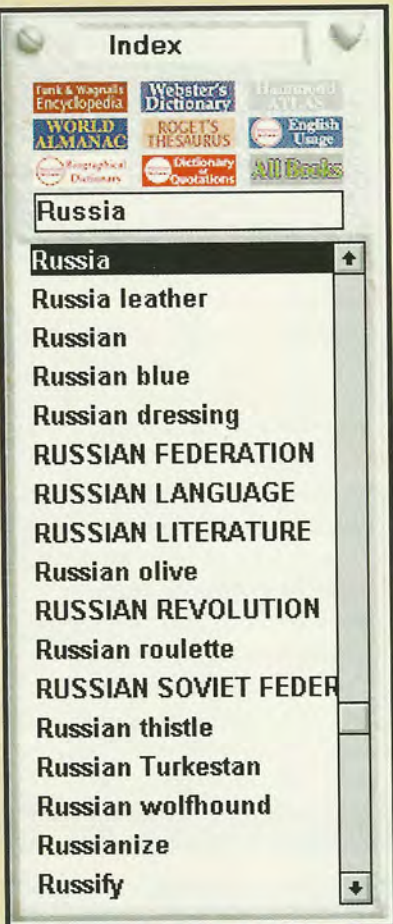 Index
Funk & Wagnalls
Encyclopedia
Webster's
Dictionary
Hammond
ATLAS
WORLD
ALMANAC
ROGET'S
THESAURUS
English
Usage
Biographical
Dictionary
Dictionary
of
Quotations
All Books
Russia
Russia
Russia leather
Russian
Russian blue
Russian dressing
RUSSIAN FEDERATION
RUSSIAN LANGUAGE
RUSSIAN LITERATURE
Russian olive
RUSSIAN REVOLUTION
Russian roulette
RUSSIAN SOVIET FEDER
Russian thistle
Russian Turkestan
Russian wolfhound
Russianize
Russify